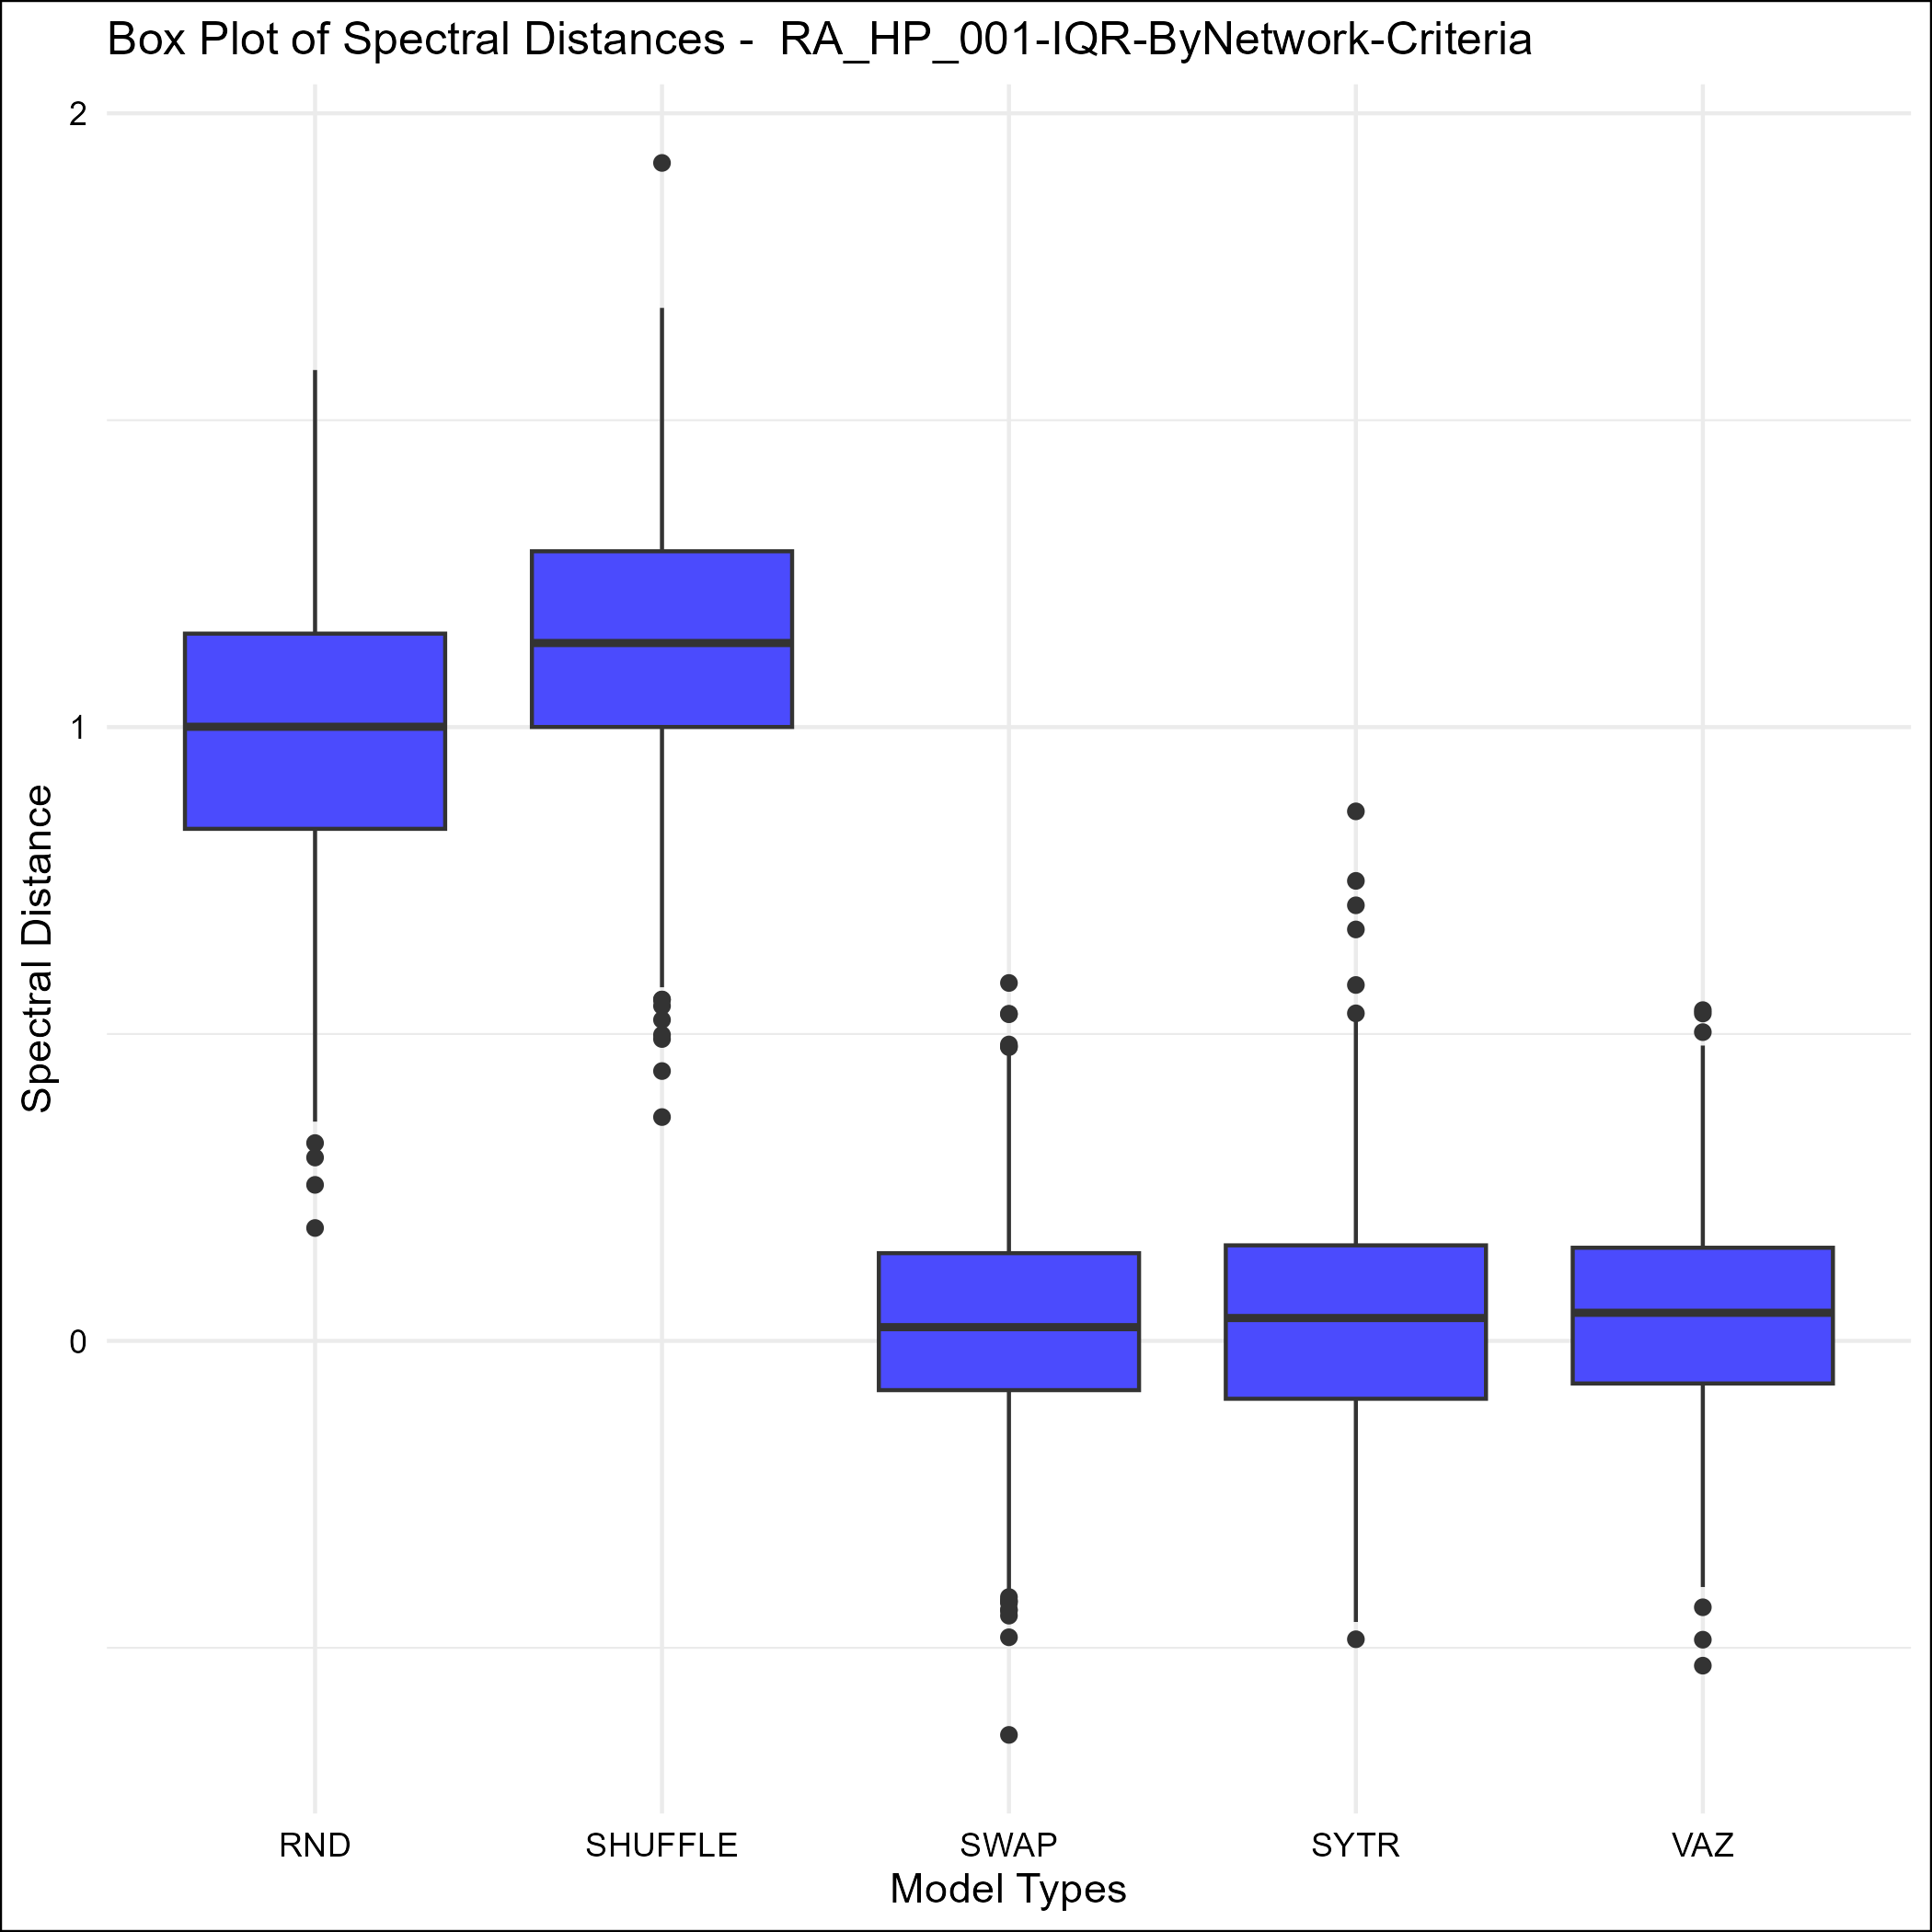 Box Plot of Spectral Distances -  RA_HP_001-IQR-ByNetwork-Criteria
2
1
0
Spectral Distance
RND
SHUFFLE
SWAP
SYTR
VAZ
Model Types